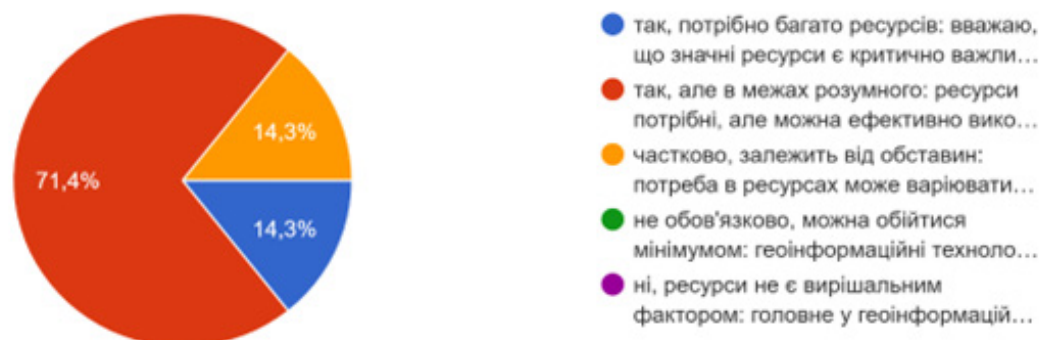 71,4%
14,3%
14,3%
так, потрібно багато ресурсів: вважаю,
що значні ресурси є критично важли…
так, але в межах розумного: ресурси
потрібні, але можна ефективно вико…
частково, залежить від обставин:
потреба в ресурсах може варіювати…
не обов'язково, можна обійтися
мінімумом: геоінформаційні техноло…
ні, ресурси не є вирішальним
фактором: головне у геоінформацій…